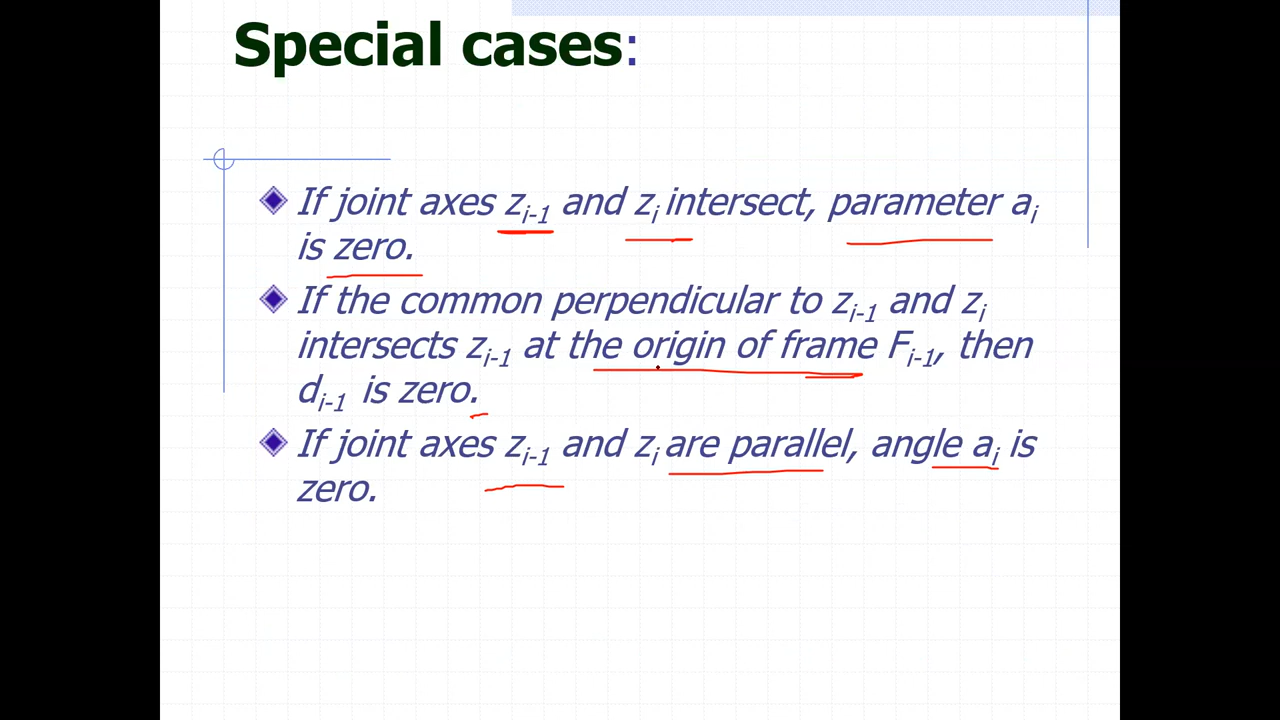 Special cases:
If joint axes zi-1 and zi intersect, parameter ai
is zero.
If the common perpendicular to zi-1 and zi
intersects zi-1 at the origin of frame Fi-1, then
di-1 is zero.
If joint axes zi-1 and zi are parallel, angle ai is
zero.